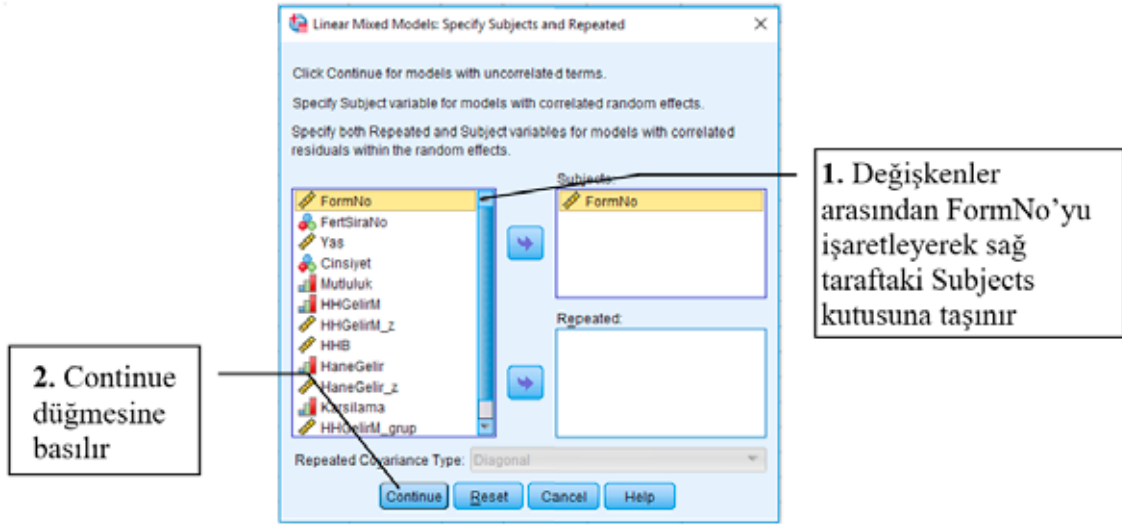 Linear Mixed Models: Specify Subjects and Repeated
Click Continue for models with uncorrelated terms.
Specify Subject variable for models with correlated random effects.
Specify both Repeated and Subject variables for models with correlated
residuals within the random effects.
Subjects:
FormNo
FertSiraNo
Yas
Cinsiyet
Mutluluk
HHGelirM
HHGelirM_z
HHB
HaneGelir
HaneGelir_z
Karsilama
HHGelirM_grup
FormNo
Repeated:
Repeated Covariance Type: Diagonal
Continue Reset Cancel Help
1. Değişkenler
arasından FormNo’yu
işaretleyerek sağ
taraftaki Subjects
kutusuna taşınır
2. Continue
düğmesine
basılır